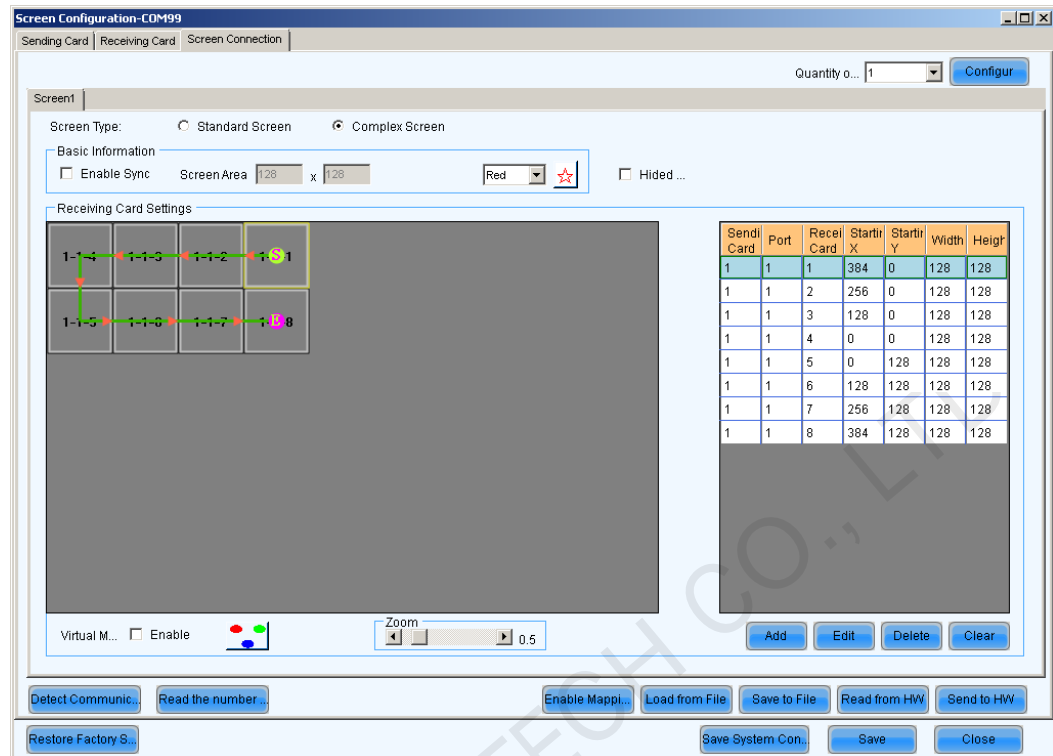 Screen Configuration-COM99
Sending Card Receiving Card Screen Connection
Quantity o... 1 Configur
Screen1
Screen Type: Standard Screen Complex Screen
Basic Information
Enable Sync Screen Area 128 x 128 Red Hided ...
Receiving Card Settings
1-1-4 1-1-3 1-1-2 S 1
1-1-5 1-1-6 1-1-7 E 8
Sendi Card Port Recei Card Startir X Startir Y Width Heigh
1 1 1 384 0 128 128
1 1 2 256 0 128 128
1 1 3 128 0 128 128
1 1 4 0 0 128 128
1 1 5 0 128 128 128
1 1 6 128 128 128 128
1 1 7 256 128 128 128
1 1 8 384 128 128 128
Virtual M... Enable
Zoom
0.5
Add Edit Delete Clear
Detect Communic... Read the number ... Enable Mappi... Load from File Save to File Read from HW Send to HW
Restore Factory S... Save System Con... Save Close
TECH CO., LTD